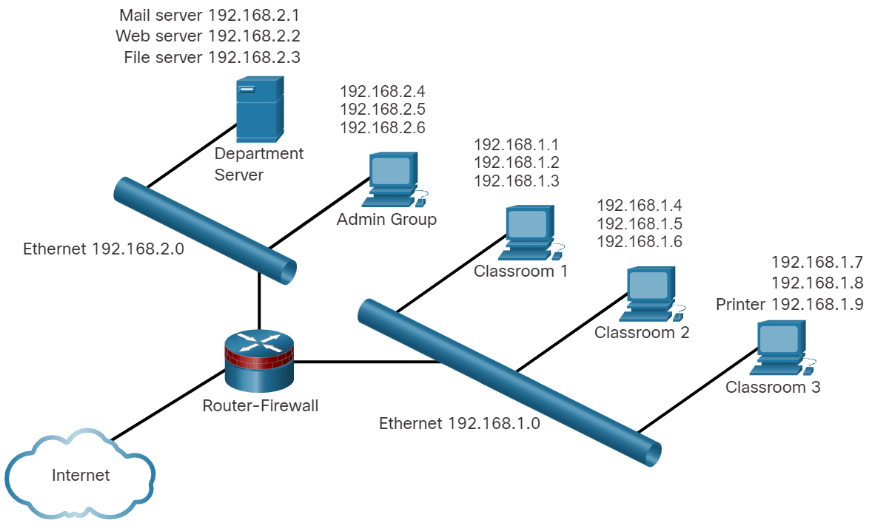 Mail server 192.168.2.1
Web server 192.168.2.2
File server 192.168.2.3
192.168.2.4
192.168.2.5
192.168.2.6
Department
Server
Admin Group
Ethernet 192.168.2.0
192.168.1.1
192.168.1.2
192.168.1.3
Classroom 1
192.168.1.4
192.168.1.5
192.168.1.6
Classroom 2
192.168.1.7
192.168.1.8
Printer 192.168.1.9
Classroom 3
Router-Firewall
Ethernet 192.168.1.0
Internet